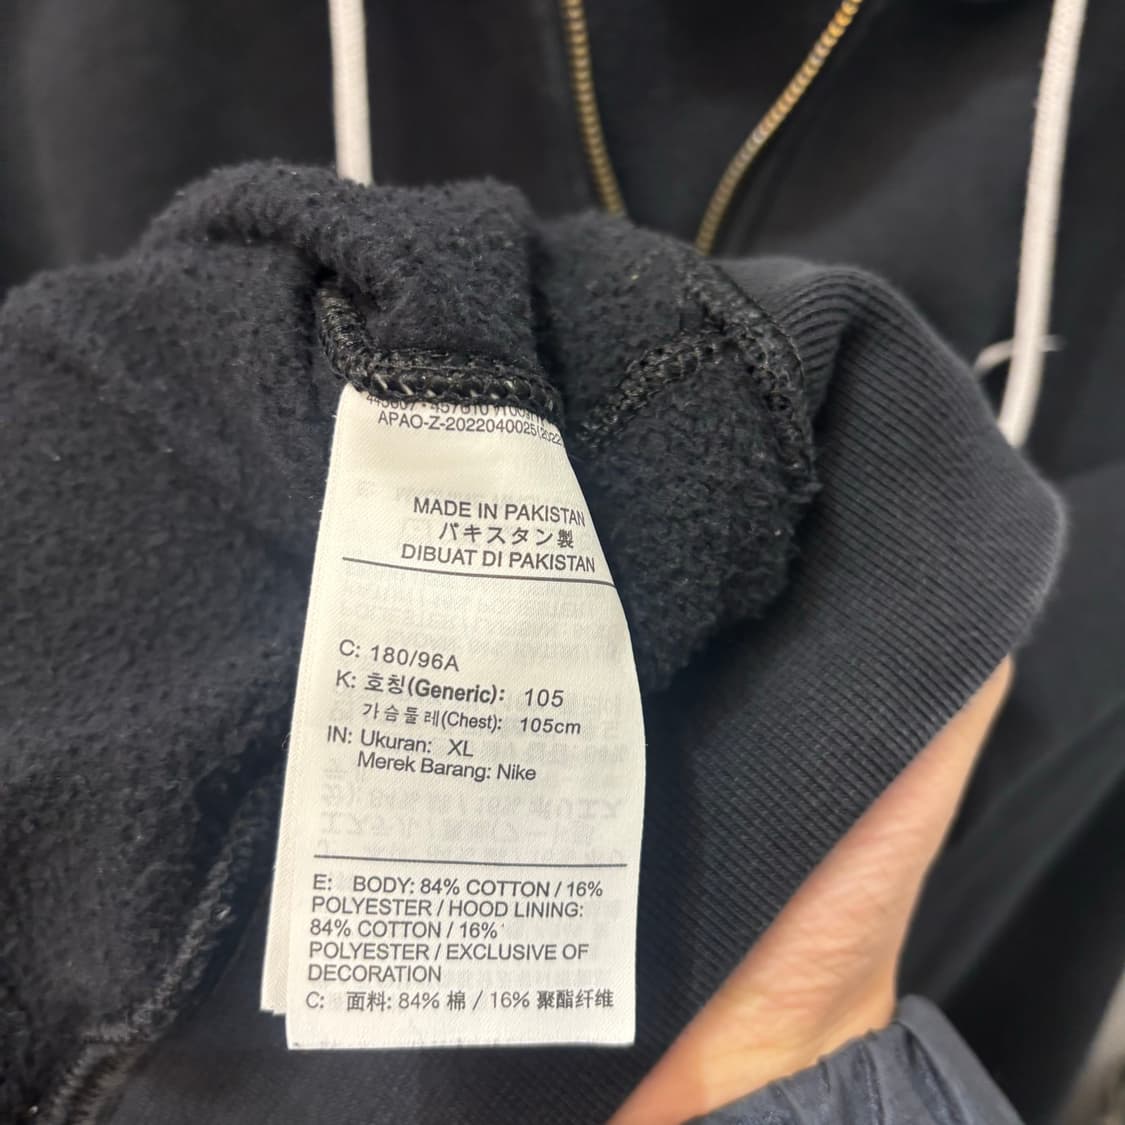 APAO-Z-2022040025(2022
MADE IN PAKISTAN
パキスタン製
DIBUAT DI PAKISTAN
C: 180/96A
K: 호칭(Generic): 105
가슴둘레(Chest): 105cm
IN: Ukuran: XL
Merek Barang: Nike
E: BODY: 84% COTTON / 16%
POLYESTER / HOOD LINING:
84% COTTON / 16%
POLYESTER / EXCLUSIVE OF
DECORATION
C: 面料: 84% 棉 / 16% 聚酯纤维